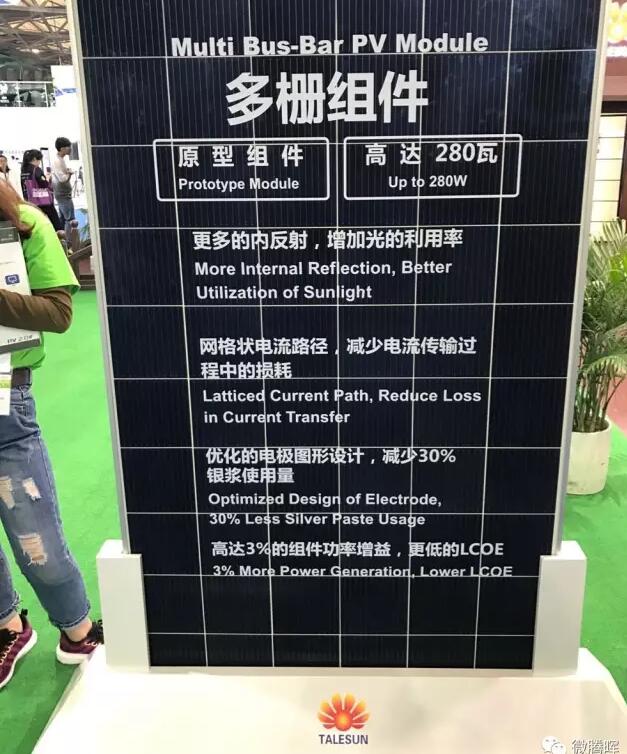 Multi Bus-Bar PV Module
多栅组件
原型组件
Prototype Module
高达 280瓦
Up to 280W
更多的内反射，增加光的利用率
More Internal Reflection, Better
Utilization of Sunlight
网格状电流路径，减少电流传输过
程中的损耗
Latticed Current Path, Reduce Loss
in Current Transfer
优化的电极图形设计，减少30%
银浆使用量
Optimized Design of Electrode,
30% Less Silver Paste Usage
高达3%的组件功率增益，更低的LCOE
3% More Power Generation, Lower LCOE
TALESUN
微腾晖